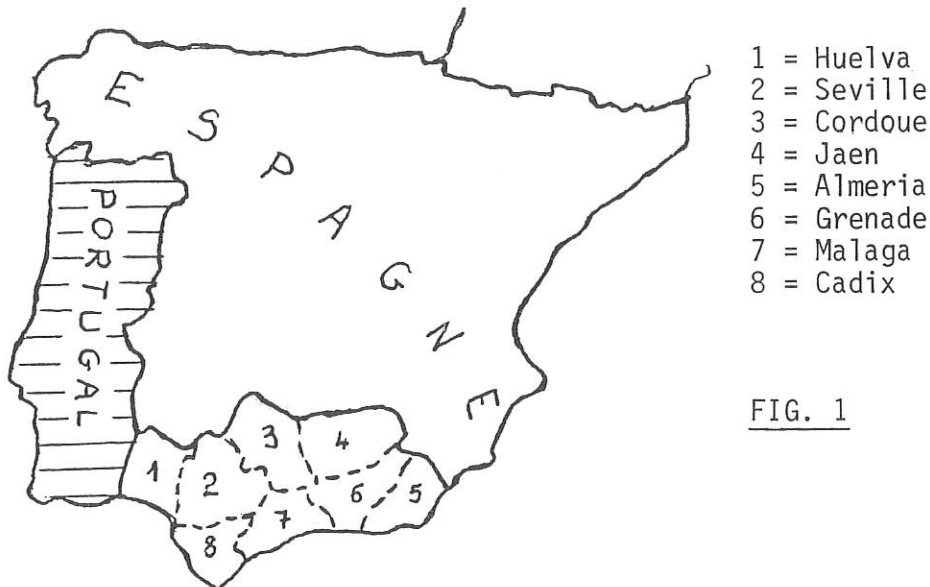 ESPAGNE
PORTUGAL
1 = Huelva
2 = Seville
3 = Cordoue
4 = Jaen
5 = Almeria
6 = Grenade
7 = Malaga
8 = Cadix
FIG. 1
1
2
3
4
5
6
7
8